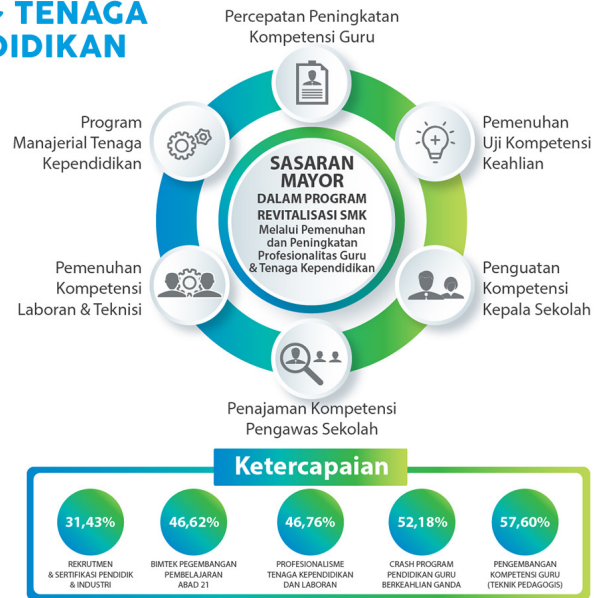 & TENAGA
DIDIKAN
Percepatan Peningkatan
Kompetensi Guru
Program
Manajerial Tenaga
Kependidikan
Pemenuhan
Uji Kompetensi
Keahlian
SASARAN
MAYOR
DALAM PROGRAM
REVITALISASI SMK
Melalui Pemenuhan
dan Peningkatan
Profesionalitas Guru
& Tenaga Kependidikan
Pemenuhan
Kompetensi
Laboran & Teknisi
Penguatan
Kompetensi
Kepala Sekolah
Penajaman Kompetensi
Pengawas Sekolah
Ketercapaian
31,43%
46,62%
46,76%
52,18%
57,60%
REKRUTMEN
& SERTIFIKASI PENDIDIK
& INDUSTRI
BIMTEK PEGEMBANGAN
PEMBELAJARAN
ABAD 21
PROFESIONALISME
TENAGA KEPENDIDIKAN
DAN LABORAN
CRASH PROGRAM
PENDIDIKAN GURU
BERKEAHLIAN GANDA
PENGEMBANGAN
KOMPETENSI GURU
(TEKNIK PEDAGOGIS)